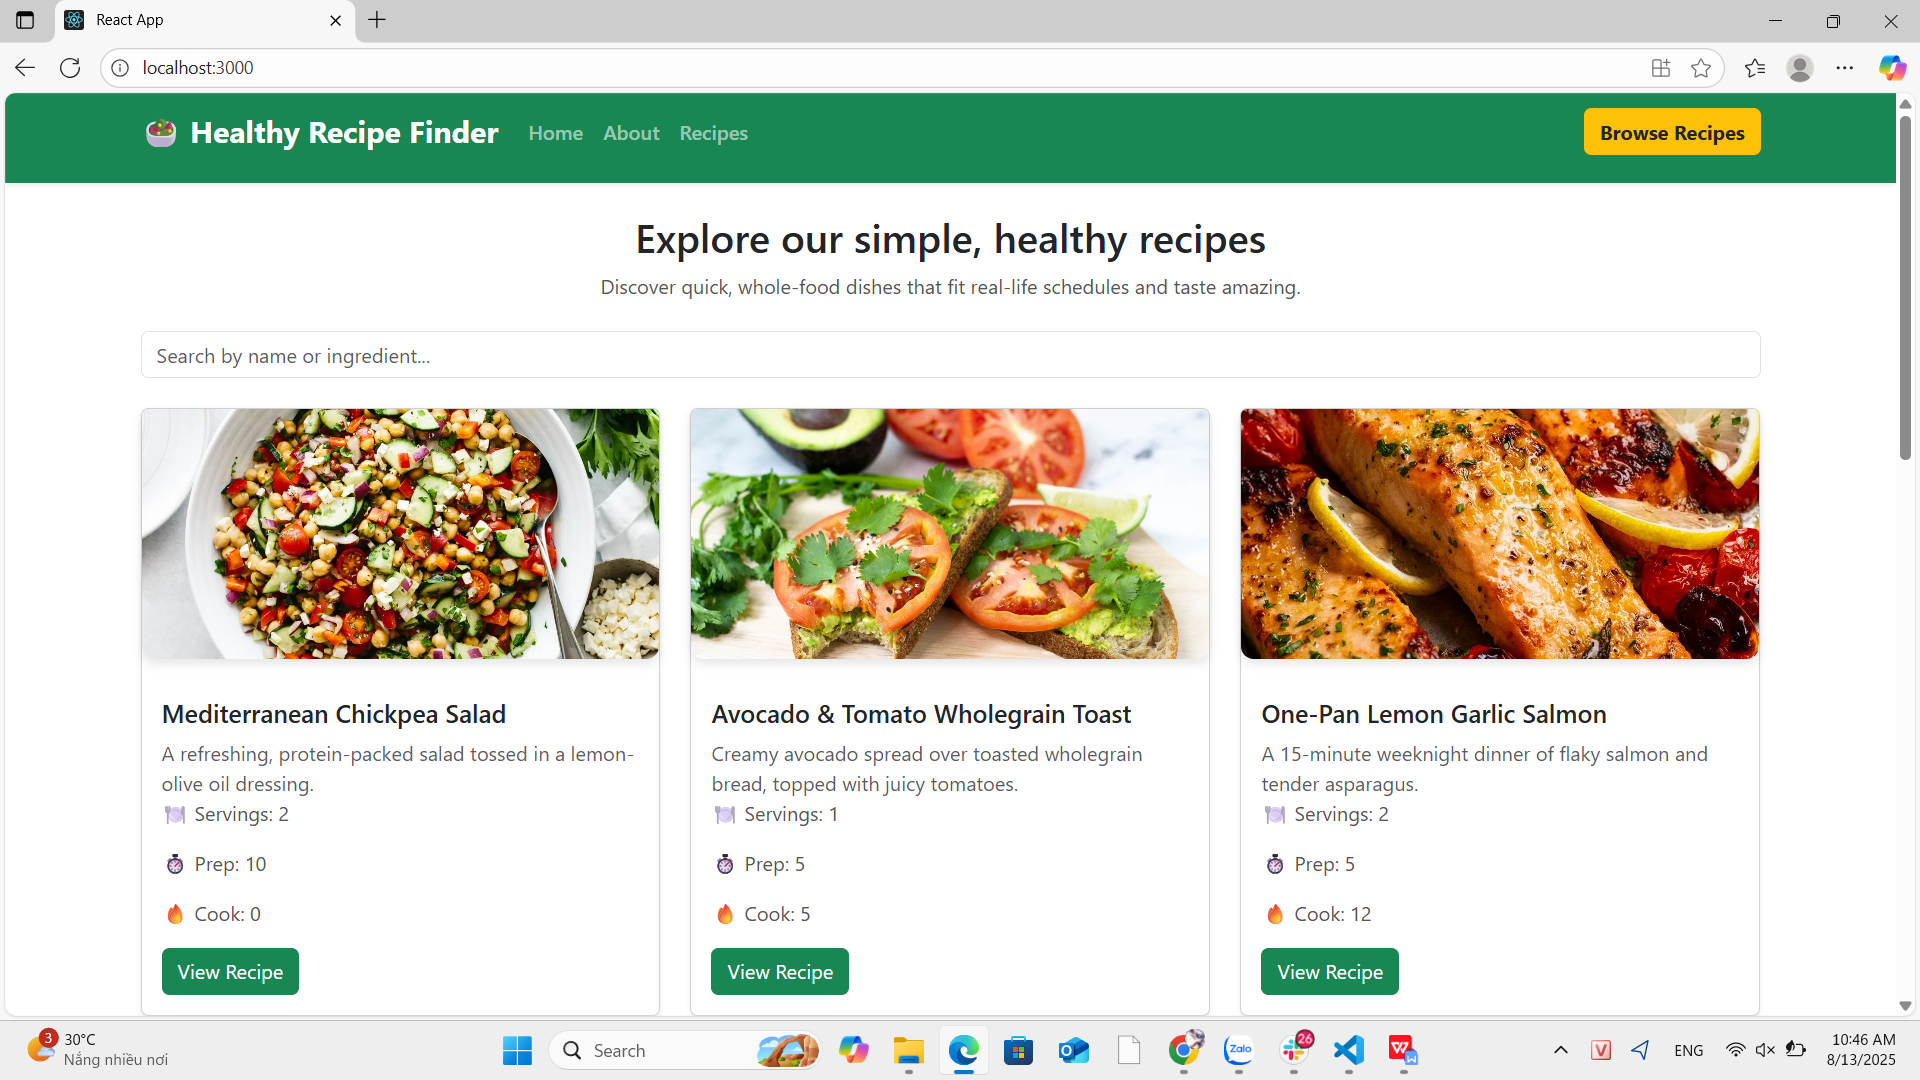 React App
localhost:3000
Healthy Recipe Finder
Home
About
Recipes
Browse Recipes
Explore our simple, healthy recipes
Discover quick, whole-food dishes that fit real-life schedules and taste amazing.
Search by name or ingredient...
Mediterranean Chickpea Salad
A refreshing, protein-packed salad tossed in a lemon-
olive oil dressing.
Servings: 2
Prep: 10
Cook: 0
View Recipe
Avocado & Tomato Wholegrain Toast
Creamy avocado spread over toasted wholegrain
bread, topped with juicy tomatoes.
Servings: 1
Prep: 5
Cook: 5
View Recipe
One-Pan Lemon Garlic Salmon
A 15-minute weeknight dinner of flaky salmon and
tender asparagus.
Servings: 2
Prep: 5
Cook: 12
View Recipe
3
30°C
Nắng nhiều nơi
Search
Zalo
26
W
V
ENG
10:46 AM
8/13/2025